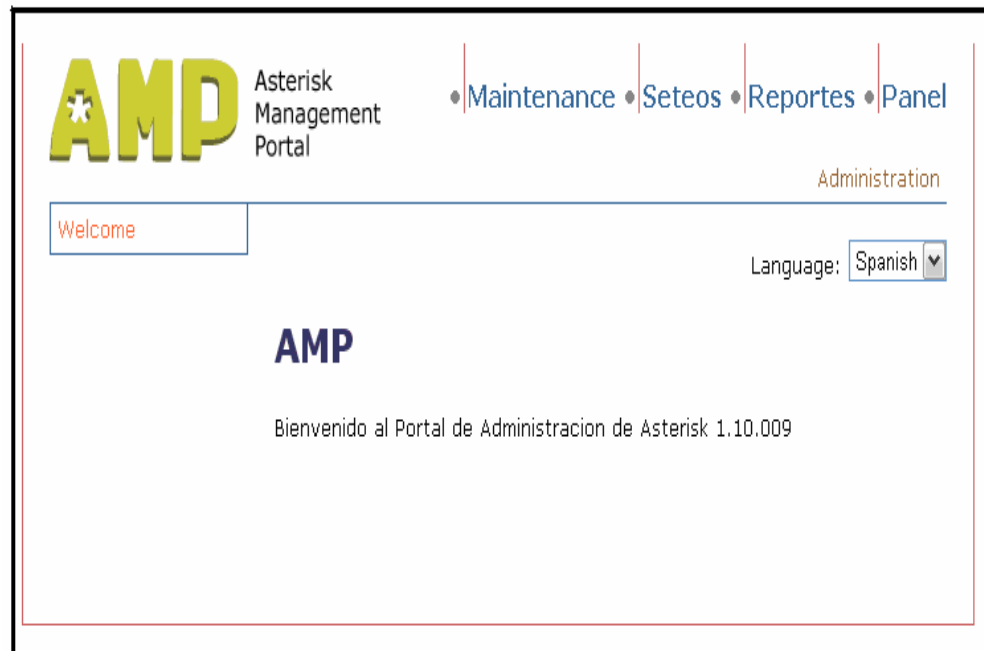 AMP
Asterisk
Management
Portal
• Maintenance • Seteos • Reportes • Panel
Administration
Welcome
Language: Spanish
AMP
Bienvenido al Portal de Administracion de Asterisk 1.10.009